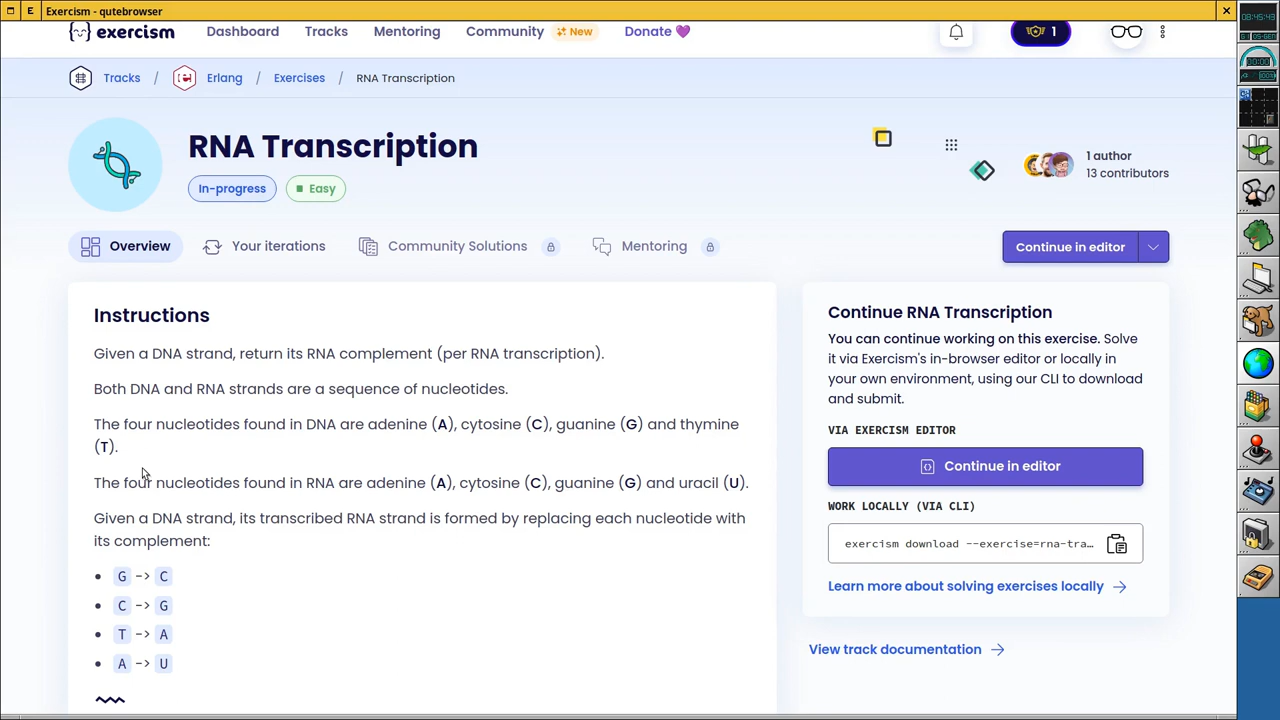 E Exercism - qutebrowser
exercism Dashboard Tracks Mentoring Community New Donate 1
Tracks / Erlang / Exercises / RNA Transcription
RNA Transcription
In-progress Easy
1 author
13 contributors
Overview Your iterations Community Solutions Mentoring Continue in editor
Instructions
Given a DNA strand, return its RNA complement (per RNA transcription).
Both DNA and RNA strands are a sequence of nucleotides.
The four nucleotides found in DNA are adenine (A), cytosine (C), guanine (G) and thymine
(T).
The four nucleotides found in RNA are adenine (A), cytosine (C), guanine (G) and uracil (U).
Given a DNA strand, its transcribed RNA strand is formed by replacing each nucleotide with
its complement:
G -> C
C -> G
T -> A
A -> U
Continue RNA Transcription
You can continue working on this exercise. Solve
it via Exercism's in-browser editor or locally in
your own environment, using our CLI to download
and submit.
VIA EXERCISM EDITOR
Continue in editor
WORK LOCALLY (VIA CLI)
exercism download --exercise=rna-tra…
Learn more about solving exercises locally
View track documentation
08:45:43
00:00